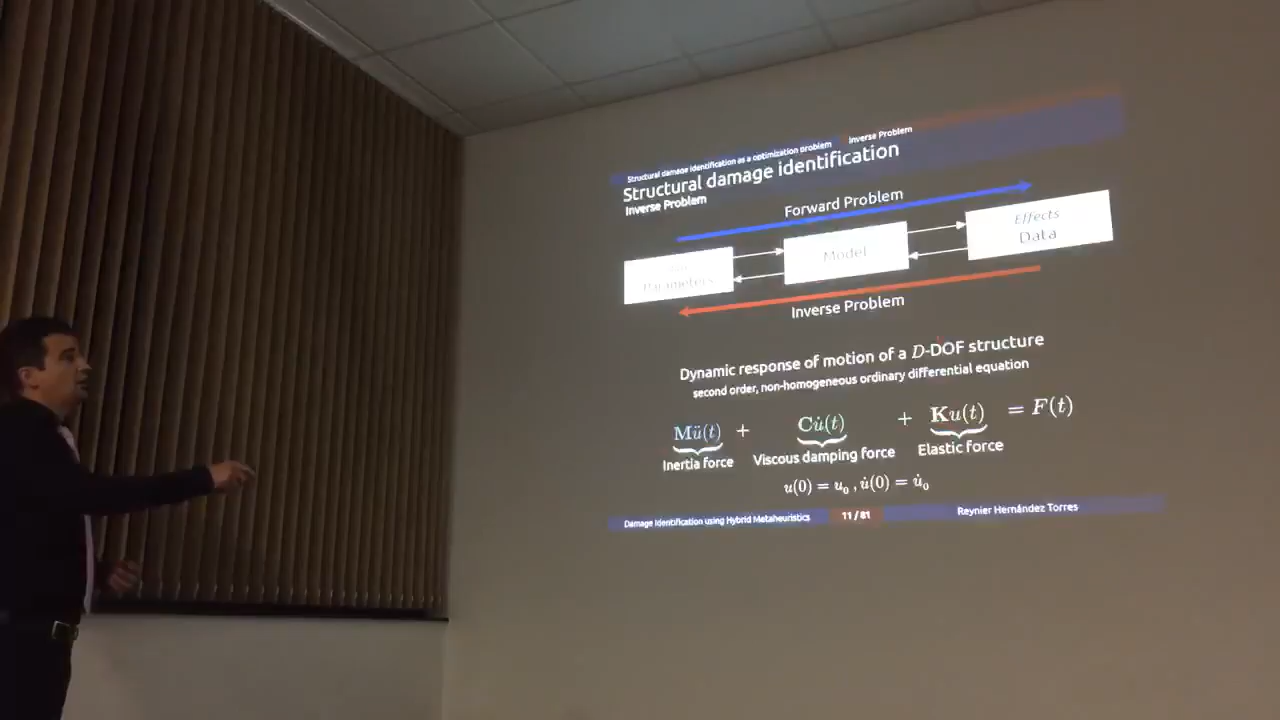 Structural damage identification as a optimization problem Inverse Problem
Structural damage identification
Inverse Problem
Forward Problem
Effects
Data
Model
Parameters
Inverse Problem
Dynamic response of motion of a D-DOF structure
second order, non-homogeneous ordinary differential equation
Mü(t) + Cu̇(t) + Ku(t) = F(t)
Inertia force Viscous damping force Elastic force
u(0) = u₀ , u̇(0) = u̇₀
Damage Identification using Hybrid Metaheuristics 11 / 81 Reynier Hernández Torres